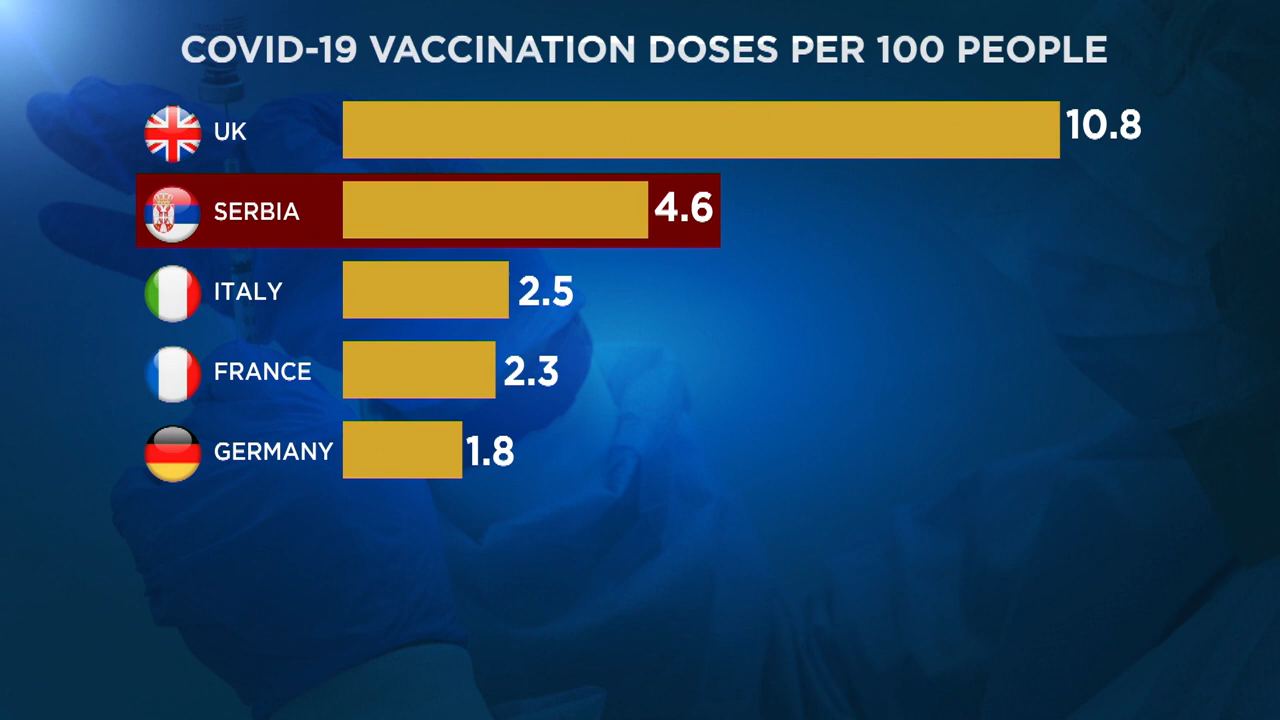 COVID-19 VACCINATION DOSES PER 100 PEOPLE
UK 10.8
SERBIA 4.6
ITALY 2.5
FRANCE 2.3
GERMANY 1.8